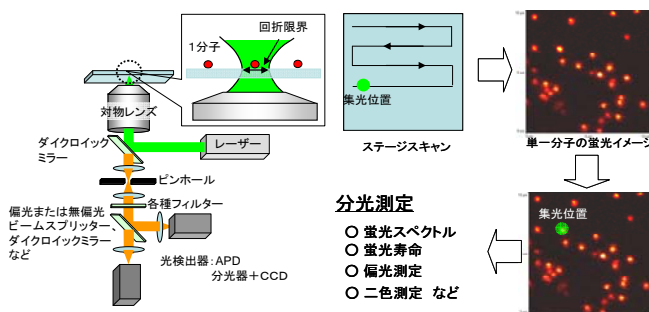 回折限界
1分子
対物レンズ
ダイクロイック
ミラー
レーザー
ピンホール
各種フィルター
偏光または無偏光
ビームスプリッター、
ダイクロイックミラー
など
光検出器：APD
分光器＋CCD
集光位置
ステージスキャン
単一分子の蛍光イメージ
集光位置
分光測定
○ 蛍光スペクトル
○ 蛍光寿命
○ 偏光測定
○ 二色測定 など